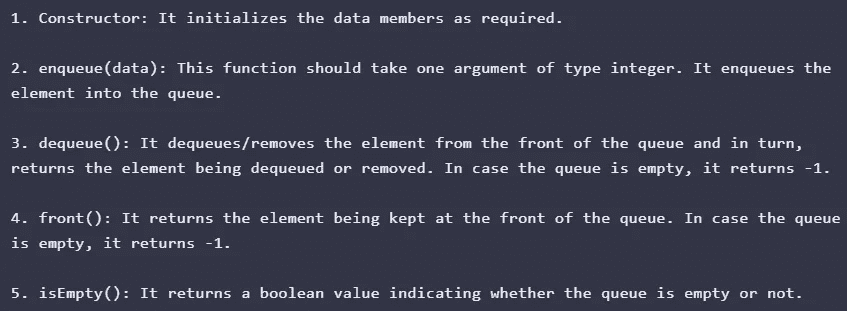 1. Constructor: It initializes the data members as required.
2. enqueue(data): This function should take one argument of type integer. It enqueues the
element into the queue.
3. dequeue(): It dequeues/removes the element from the front of the queue and in turn,
returns the element being dequeued or removed. In case the queue is empty, it returns -1.
4. front(): It returns the element being kept at the front of the queue. In case the queue
is empty, it returns -1.
5. isEmpty(): It returns a boolean value indicating whether the queue is empty or not.